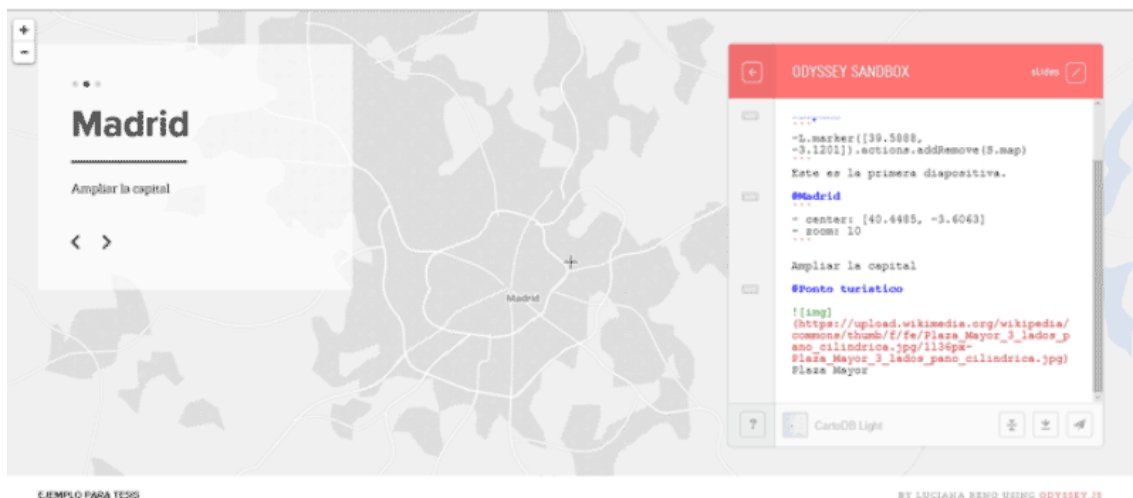 +
-
Madrid
Ampliar la capital
Madrid
ODYSSEY SANDBOX
slides
-L.marker([39.5888,
-3.1201]).actions.addRemove(S.map)
```
Este es la primera diapositiva.
#Madrid
```
- center: [40.4485, -3.6063]
- zoom: 10
```
Ampliar la capital
#Ponto turistico
![img]
(https://upload.wikimedia.org/wikipedia/
commons/thumb/f/fe/Plaza_Mayor_3_lados_p
ano_cilindrica.jpg/1136px-
Plaza_Mayor_3_lados_pano_cilindrica.jpg)
Plaza Mayor
?
CartoDB Light
EJEMPLO PARA TESIS
BY LUCIANA RENO USING ODYSSEY.JS